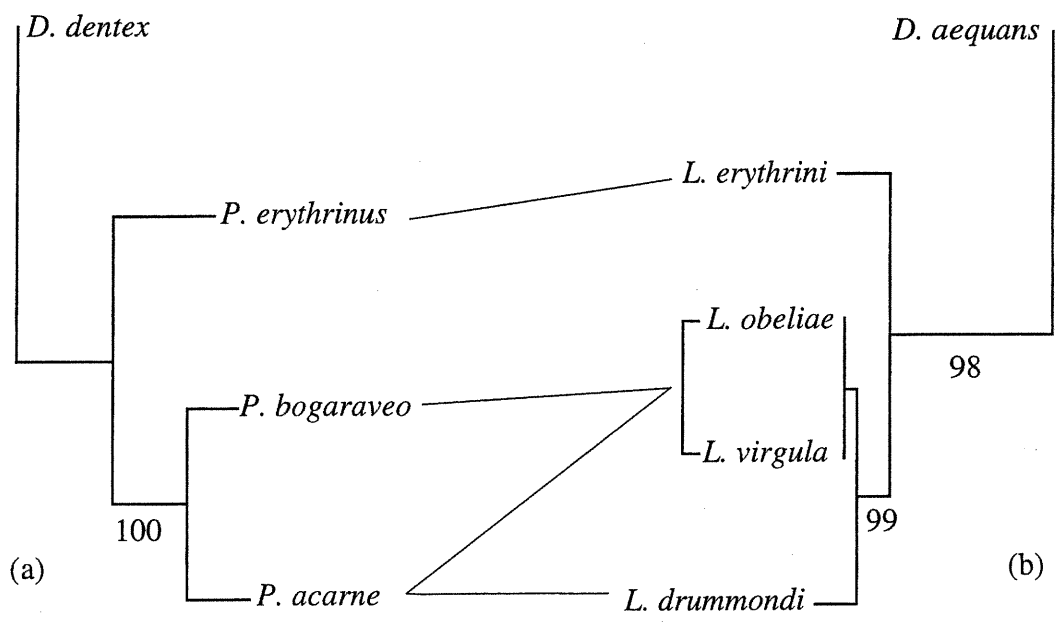 D. dentex
D. aequans
L. erythrini
P. erythrinus
L. obeliae
98
P. bogaraveo
L. virgula
99
100
(a)
(b)
P. acarne
L. drummondi